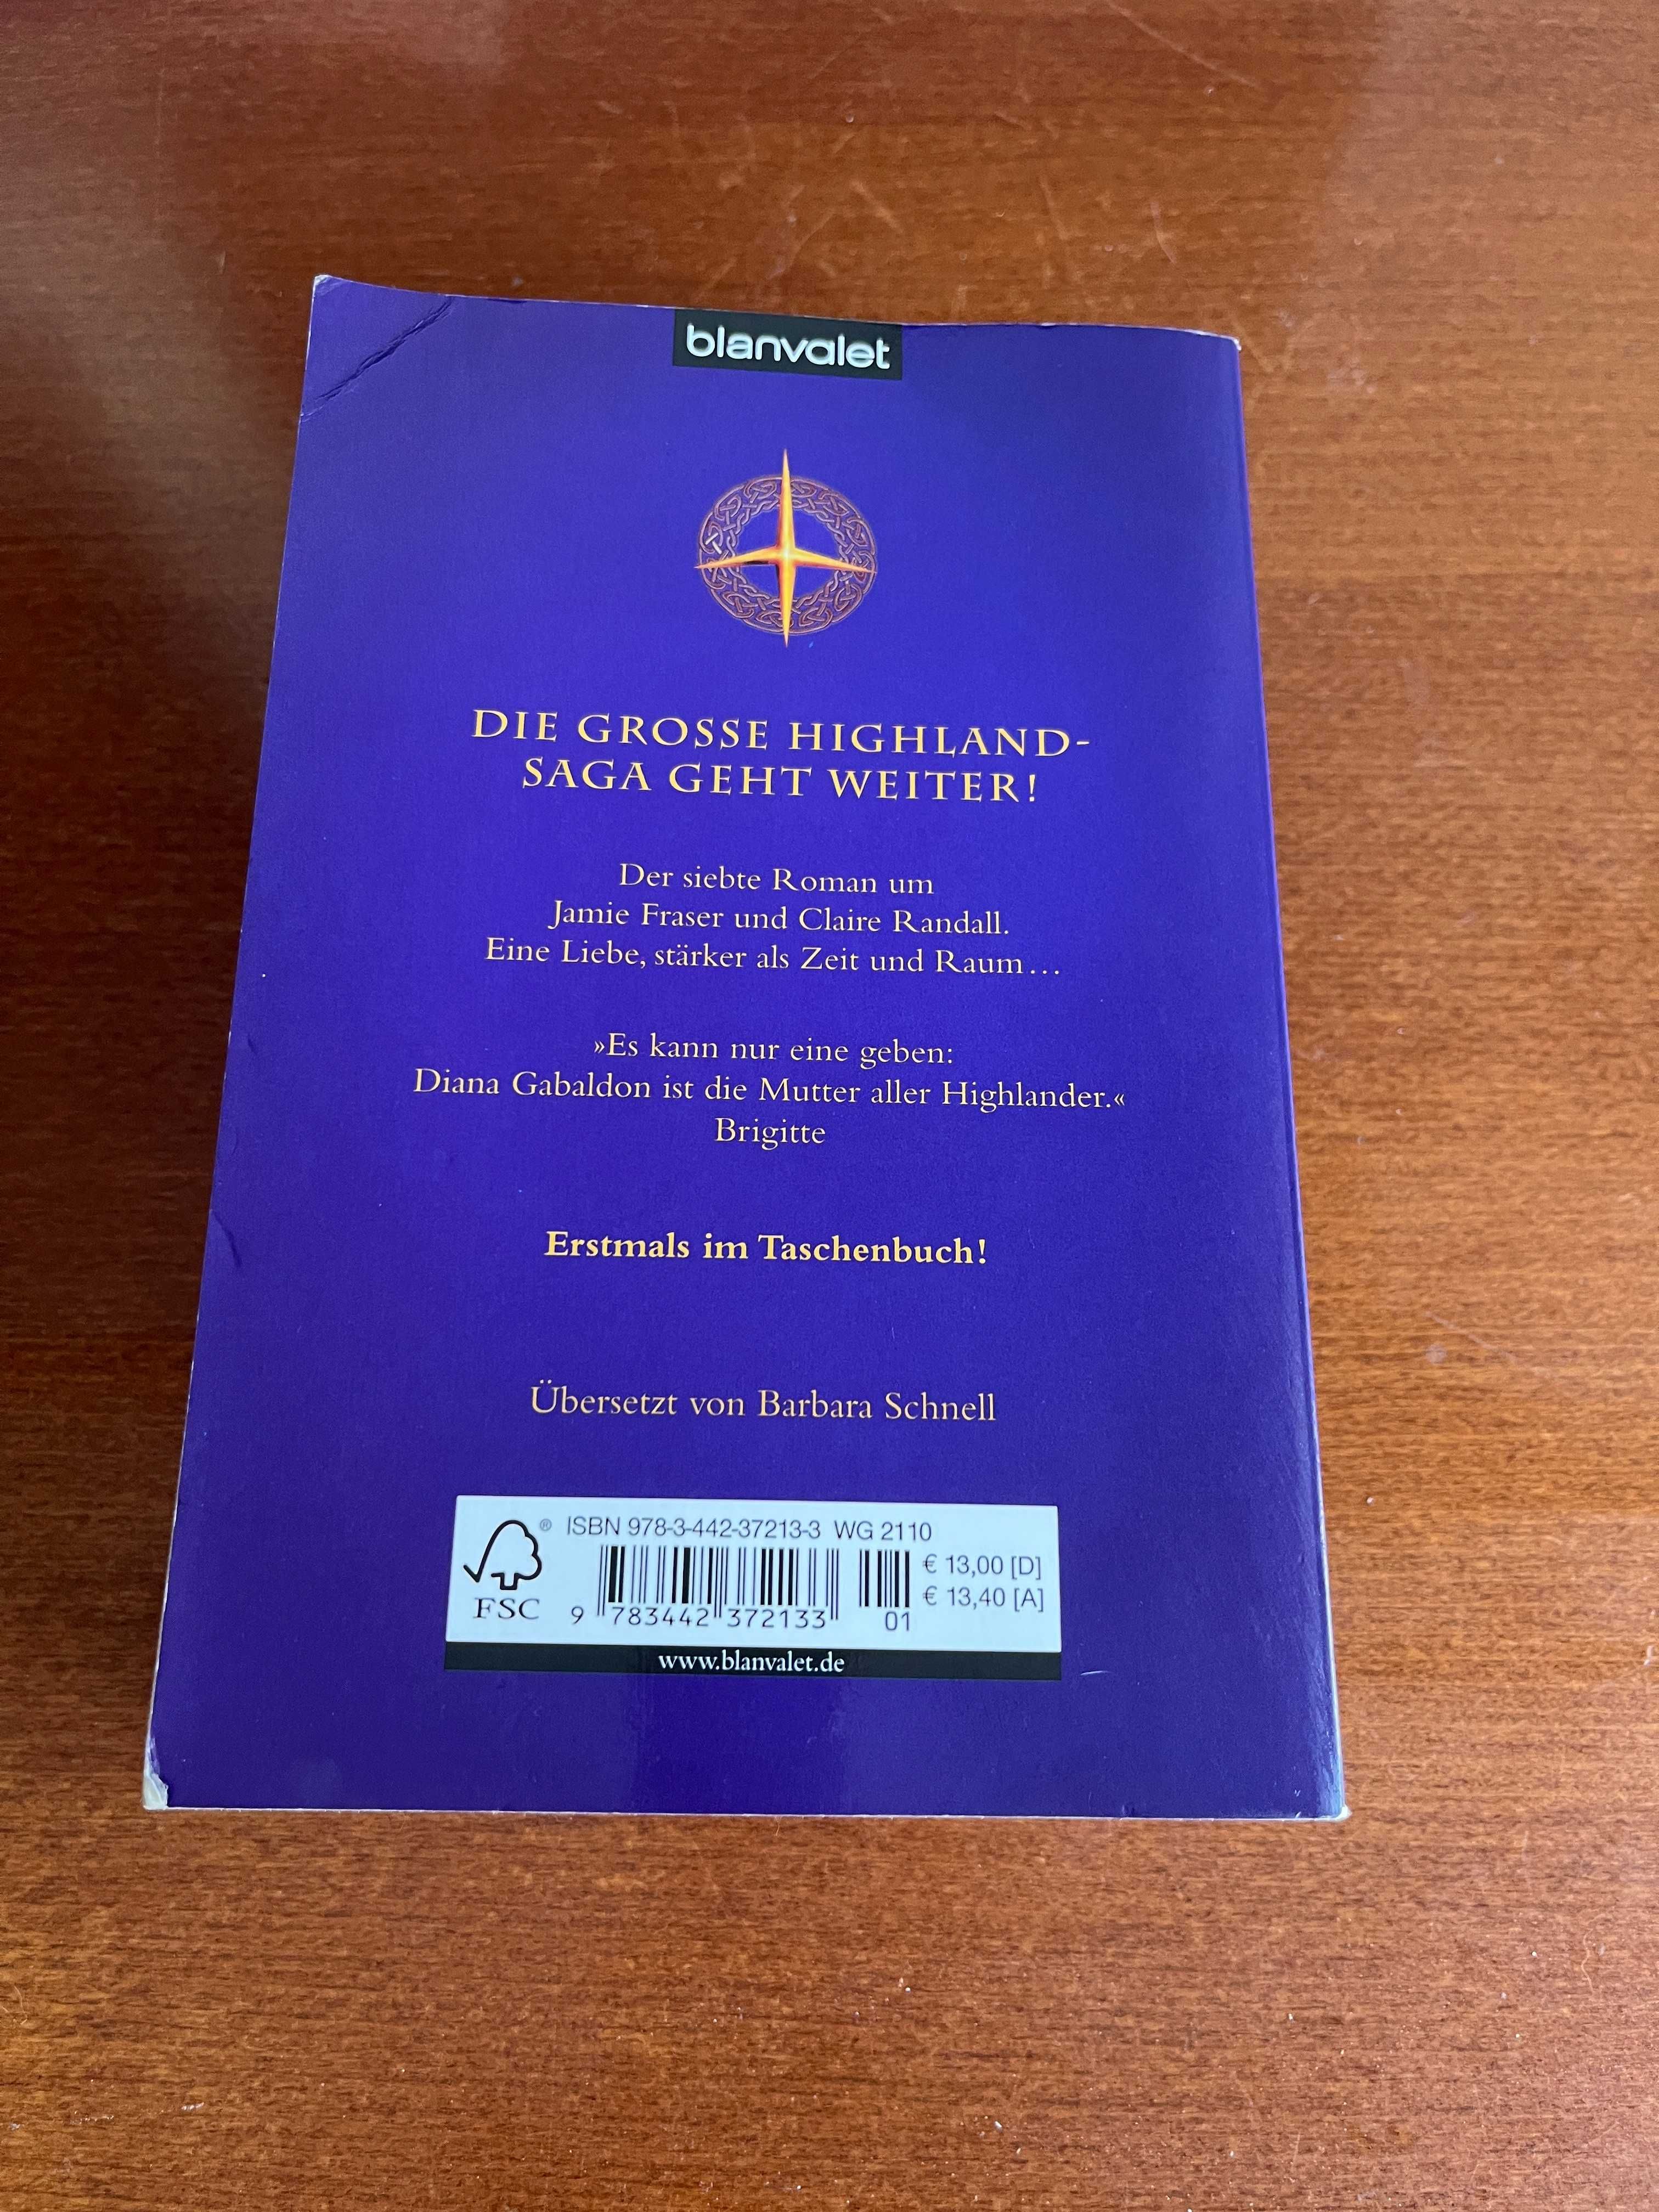 blanvalet
DIE GROSSE HIGHLAND-
SAGA GEHT WEITER!
Der siebte Roman um
Jamie Fraser und Claire Randall.
Eine Liebe, stärker als Zeit und Raum...
»Es kann nur eine geben:
Diana Gabaldon ist die Mutter aller Highlander.«
Brigitte
Erstmals im Taschenbuch!
Übersetzt von Barbara Schnell
® ISBN 978-3-442-37213-3 WG 2110
€ 13,00 [D]
€ 13,40 [A]
FSC
9 783442 372133 01
www.blanvalet.de